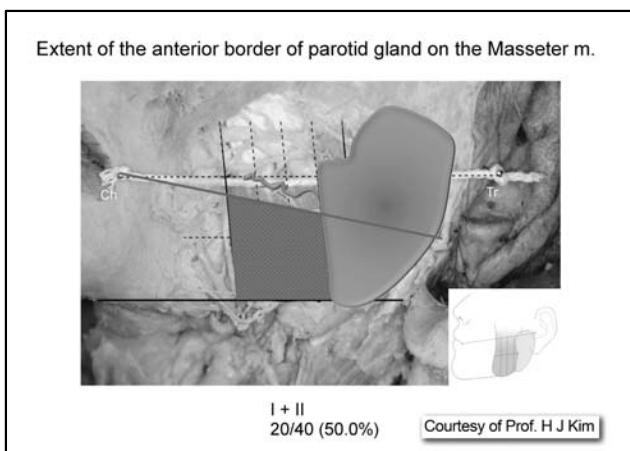 Extent of the anterior border of parotid gland on the Masseter m.
Ch
Tr
I + II
20/40 (50.0%)
Courtesy of Prof. H J Kim